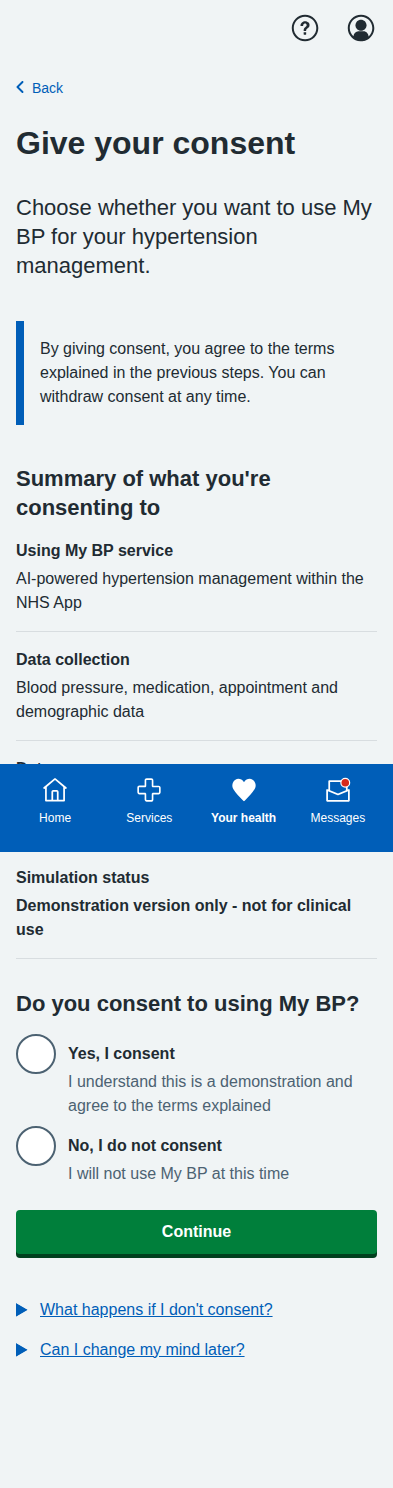 Back
Give your consent
Choose whether you want to use My
BP for your hypertension
management.
By giving consent, you agree to the terms
explained in the previous steps. You can
withdraw consent at any time.
Summary of what you're
consenting to
Using My BP service
AI-powered hypertension management within the
NHS App
Data collection
Blood pressure, medication, appointment and
demographic data
Home
Services
Your health
Messages
Simulation status
Demonstration version only - not for clinical
use
Do you consent to using My BP?
Yes, I consent
I understand this is a demonstration and
agree to the terms explained
No, I do not consent
I will not use My BP at this time
Continue
What happens if I don't consent?
Can I change my mind later?